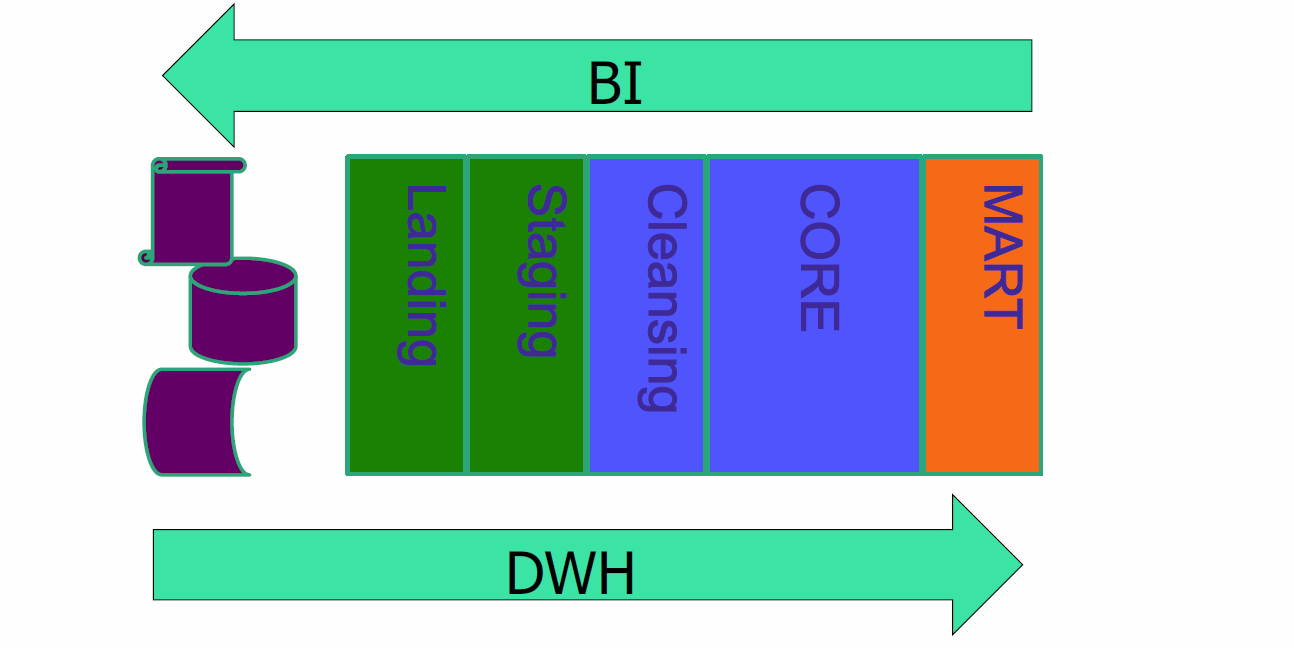 BI
Landing
Staging
Cleansing
CORE
MART
DWH